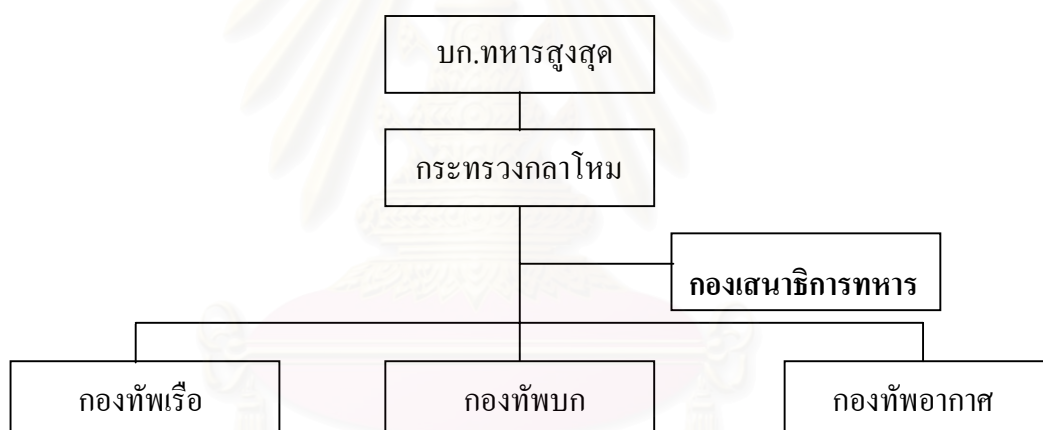 บก.ทหารสูงสุด
กระทรวงกลาโหม
กองเสนาธิการทหาร
กองทัพเรือ
กองทัพบก
กองทัพอากาศ